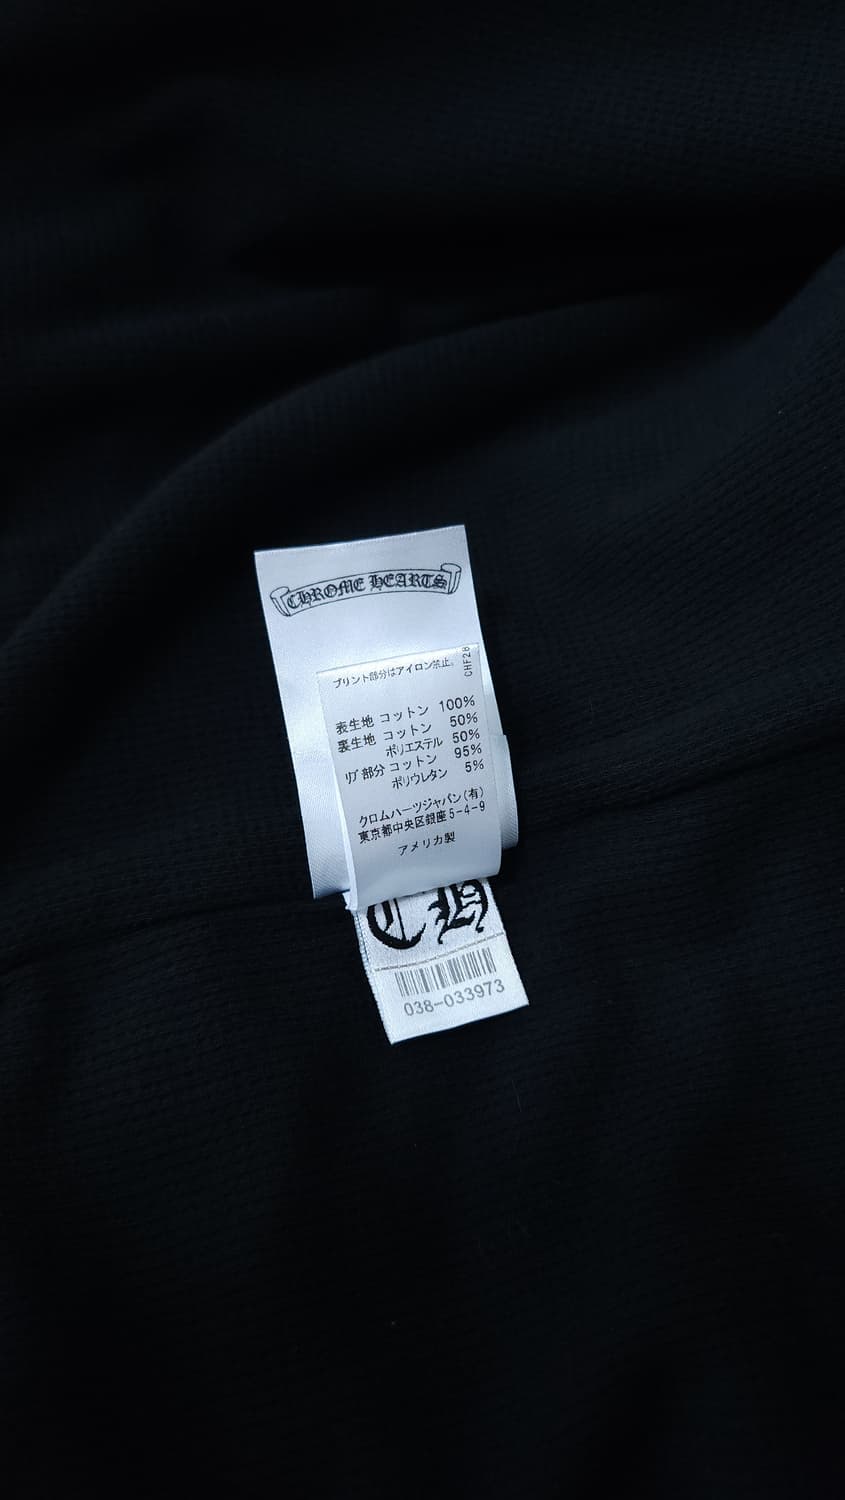 CHROME HEARTS
プリント部分はアイロン禁止。
CHF28
表生地 コットン 100%
裏生地 コットン 50%
ポリエステル 50%
リブ部分 コットン 95%
ポリウレタン 5%
クロムハーツジャパン(有)
東京都中央区銀座5-4-9
アメリカ製
CH
038-033973